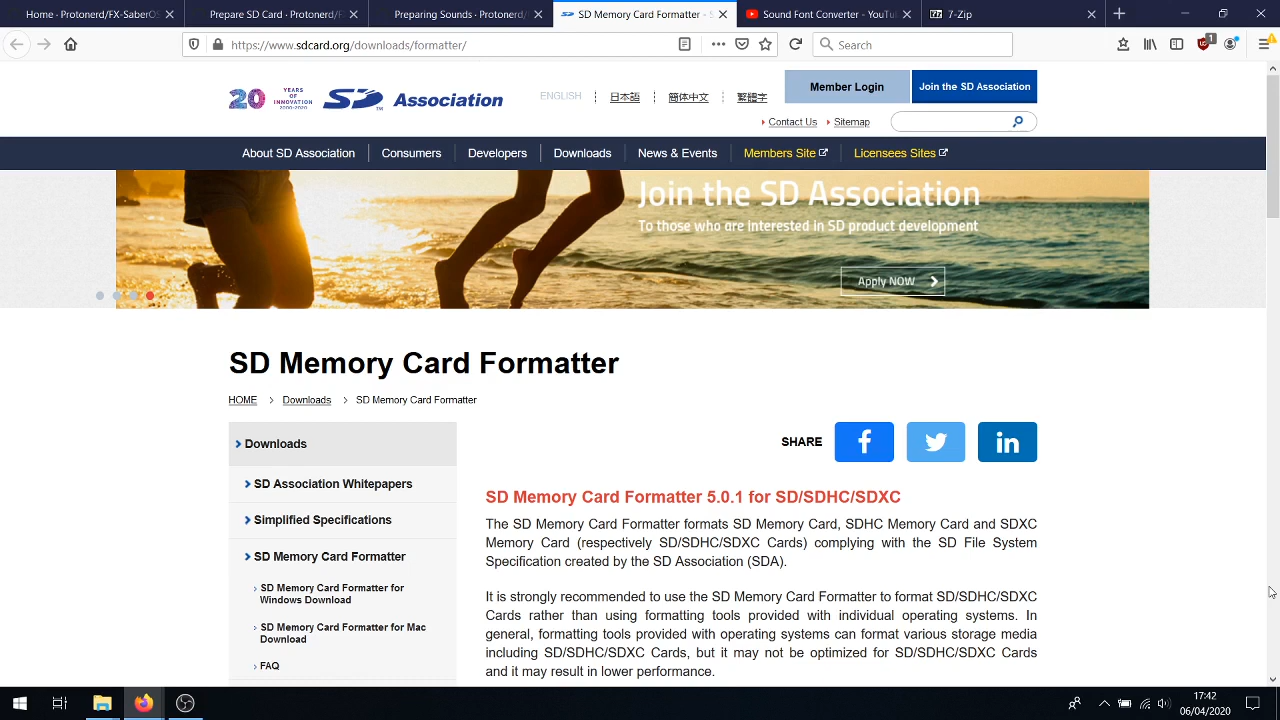 Home · Protonerd/FX-SaberOS
Prepare SD Card · Protonerd/F
Preparing Sounds · Protonerd/
SD Memory Card Formatter - S
Sound Font Converter - YouTu
7-Zip
https://www.sdcard.org/downloads/formatter/
Search
1
20 YEARS OF INNOVATION 2000-2020
SD Association
ENGLISH
日本語
简体中文
繁體字
Member Login
Join the SD Association
Contact Us
Sitemap
About SD Association
Consumers
Developers
Downloads
News & Events
Members Site
Licensees Sites
Join the SD Association
To those who are interested in SD product development
Apply NOW
SD Memory Card Formatter
HOME > Downloads > SD Memory Card Formatter
Downloads
SD Association Whitepapers
Simplified Specifications
SD Memory Card Formatter
SD Memory Card Formatter for
Windows Download
SD Memory Card Formatter for Mac
Download
FAQ
SHARE
SD Memory Card Formatter 5.0.1 for SD/SDHC/SDXC
The SD Memory Card Formatter formats SD Memory Card, SDHC Memory Card and SDXC
Memory Card (respectively SD/SDHC/SDXC Cards) complying with the SD File System
Specification created by the SD Association (SDA).
It is strongly recommended to use the SD Memory Card Formatter to format SD/SDHC/SDXC
Cards rather than using formatting tools provided with individual operating systems. In
general, formatting tools provided with operating systems can format various storage media
including SD/SDHC/SDXC Cards, but it may not be optimized for SD/SDHC/SDXC Cards
and it may result in lower performance.
17:42
06/04/2020